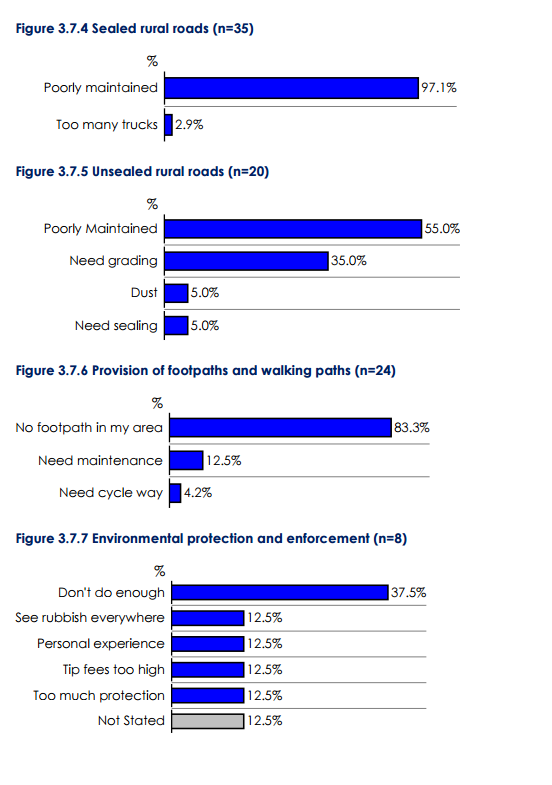 Figure 3.7.4 Sealed rural roads (n=35)
%
Poorly maintained 97.1%
Too many trucks 2.9%
Figure 3.7.5 Unsealed rural roads (n=20)
%
Poorly Maintained 55.0%
Need grading 35.0%
Dust 5.0%
Need sealing 5.0%
Figure 3.7.6 Provision of footpaths and walking paths (n=24)
%
No footpath in my area 83.3%
Need maintenance 12.5%
Need cycle way 4.2%
Figure 3.7.7 Environmental protection and enforcement (n=8)
%
Don't do enough 37.5%
See rubbish everywhere 12.5%
Personal experience 12.5%
Tip fees too high 12.5%
Too much protection 12.5%
Not Stated 12.5%